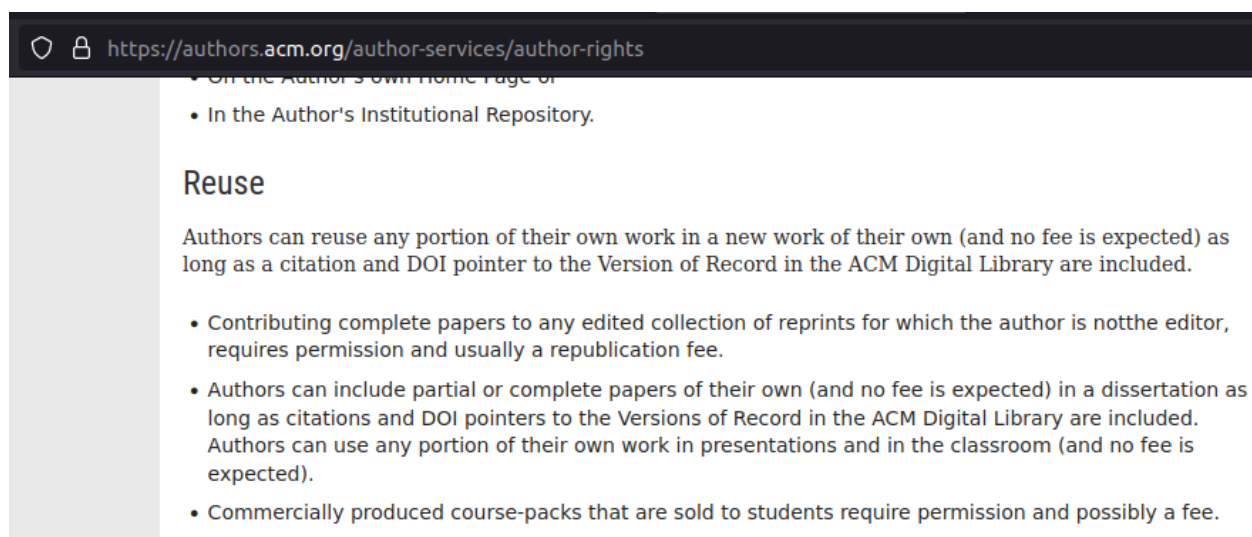 https://authors.acm.org/author-services/author-rights
• On the Author's own Home Page or
• In the Author's Institutional Repository.
Reuse
Authors can reuse any portion of their own work in a new work of their own (and no fee is expected) as
long as a citation and DOI pointer to the Version of Record in the ACM Digital Library are included.
• Contributing complete papers to any edited collection of reprints for which the author is notthe editor,
requires permission and usually a republication fee.
• Authors can include partial or complete papers of their own (and no fee is expected) in a dissertation as
long as citations and DOI pointers to the Versions of Record in the ACM Digital Library are included.
Authors can use any portion of their own work in presentations and in the classroom (and no fee is
expected).
• Commercially produced course-packs that are sold to students require permission and possibly a fee.